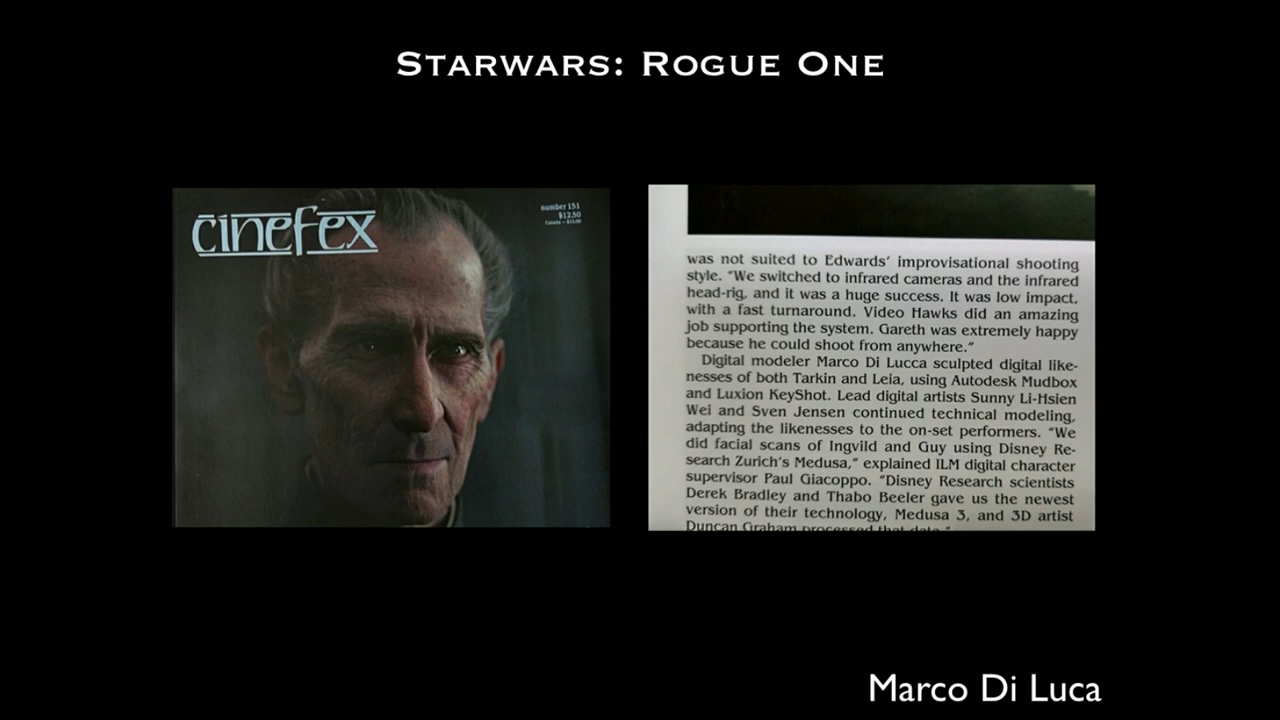 STARWARS: ROGUE ONE
cinefex
number 151
$12.50
was not suited to Edwards' improvisational shooting
style. "We switched to infrared cameras and the infrared
head-rig, and it was a huge success. It was low impact,
with a fast turnaround. Video Hawks did an amazing
job supporting the system. Gareth was extremely happy
because he could shoot from anywhere."
Digital modeler Marco Di Lucca sculpted digital like-
nesses of both Tarkin and Leia, using Autodesk Mudbox
and Luxion KeyShot. Lead digital artists Sunny Li-Hsien
Wei and Sven Jensen continued technical modeling,
adapting the likenesses to the on-set performers. "We
did facial scans of Ingvild and Guy using Disney Re-
search Zurich's Medusa," explained ILM digital character
supervisor Paul Giacoppo. "Disney Research scientists
Derek Bradley and Thabo Beeler gave us the newest
version of their technology, Medusa 3, and 3D artist
Duncan Graham processed that data."
Marco Di Luca